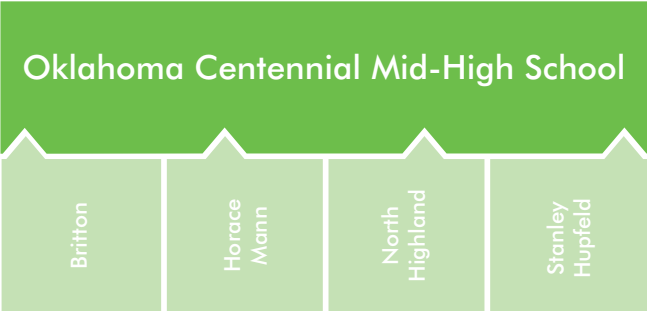 Oklahoma Centennial Mid-High School
Britton
Horace
Mann
North
Highland
Stanley
Hupfeld